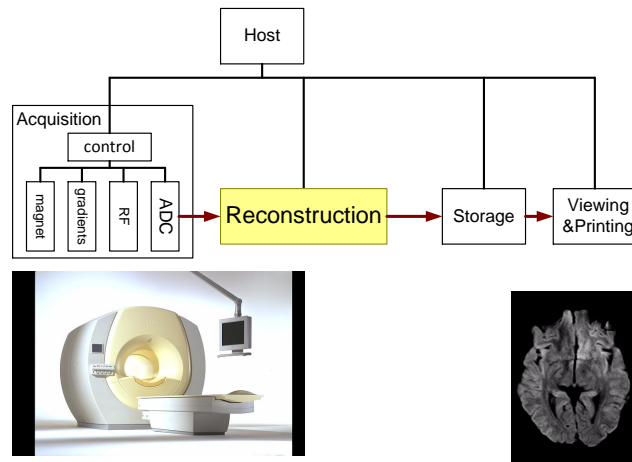 Host
Acquisition
control
magnet
gradients
RF
ADC
Reconstruction
Storage
Viewing
&Printing